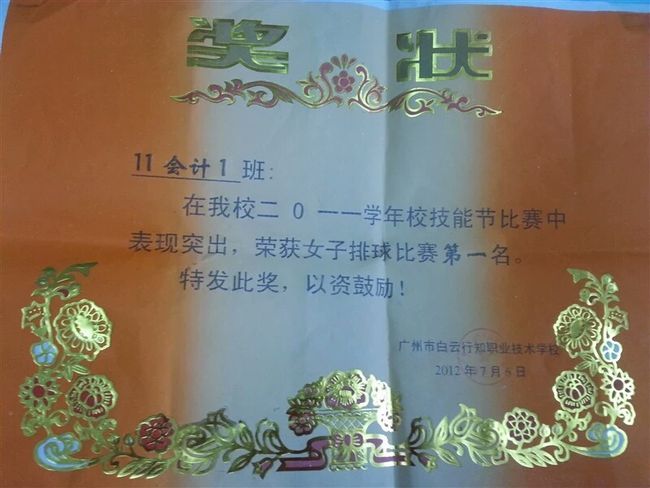 奖状
11会计1班:
在我校二0一一学年校技能节比赛中
表现突出，荣获女子排球比赛第一名。
特发此奖，以资鼓励！
广州市白云行知职业技术学校
2012年7月6日